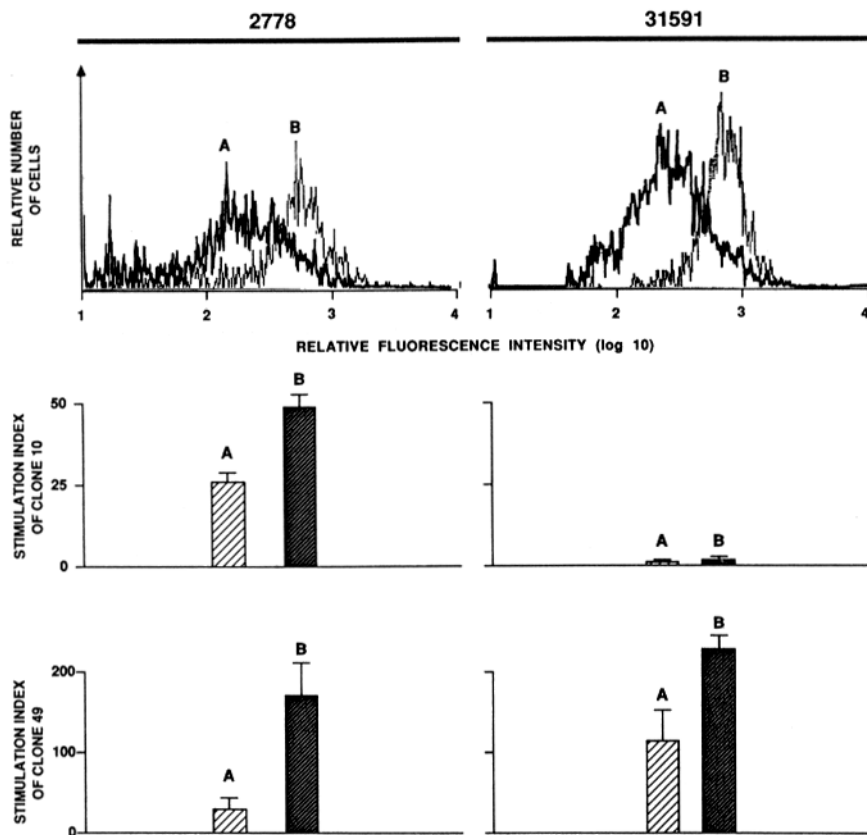 2778 31591
RELATIVE NUMBER
OF CELLS
A B A B
1 2 3 4 1 2 3 4
RELATIVE FLUORESCENCE INTENSITY (log 10)
STIMULATION INDEX
OF CLONE 10
50
25
0
A B A B
STIMULATION INDEX
OF CLONE 49
200
100
0
A B A B